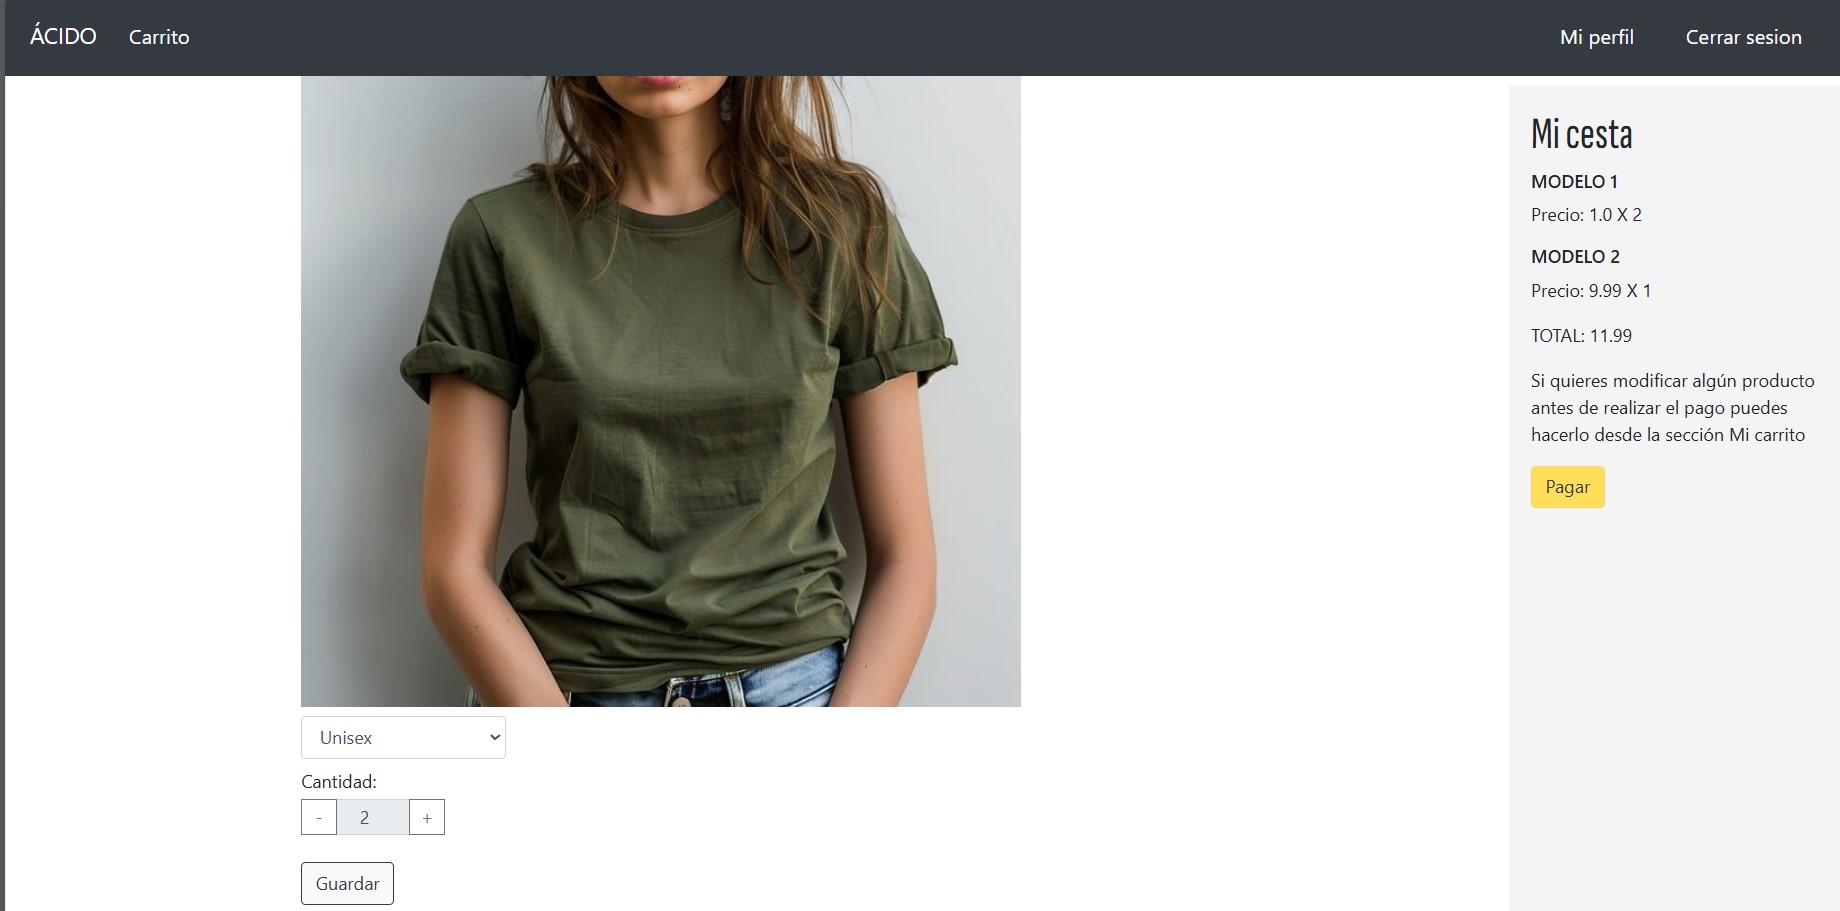 ÁCIDO Carrito Mi perfil Cerrar sesion
Unisex
Cantidad:
- 2 +
Guardar
Mi cesta
MODELO 1
Precio: 1.0 X 2
MODELO 2
Precio: 9.99 X 1
TOTAL: 11.99
Si quieres modificar algún producto
antes de realizar el pago puedes
hacerlo desde la sección Mi carrito
Pagar